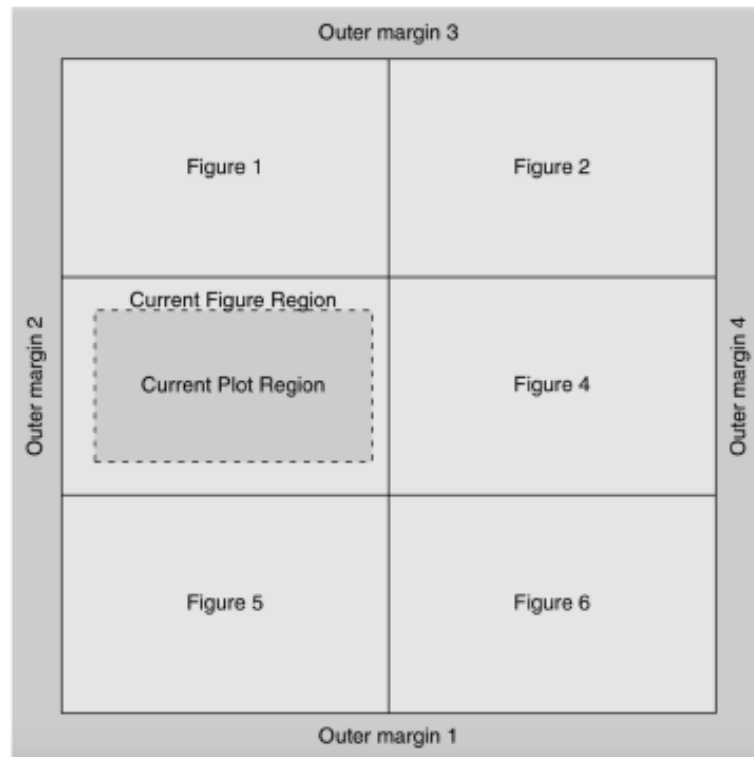 Outer margin 3
Figure 1
Figure 2
Current Figure Region
Outer margin 2
Current Plot Region
Figure 4
Outer margin 4
Figure 5
Figure 6
Outer margin 1